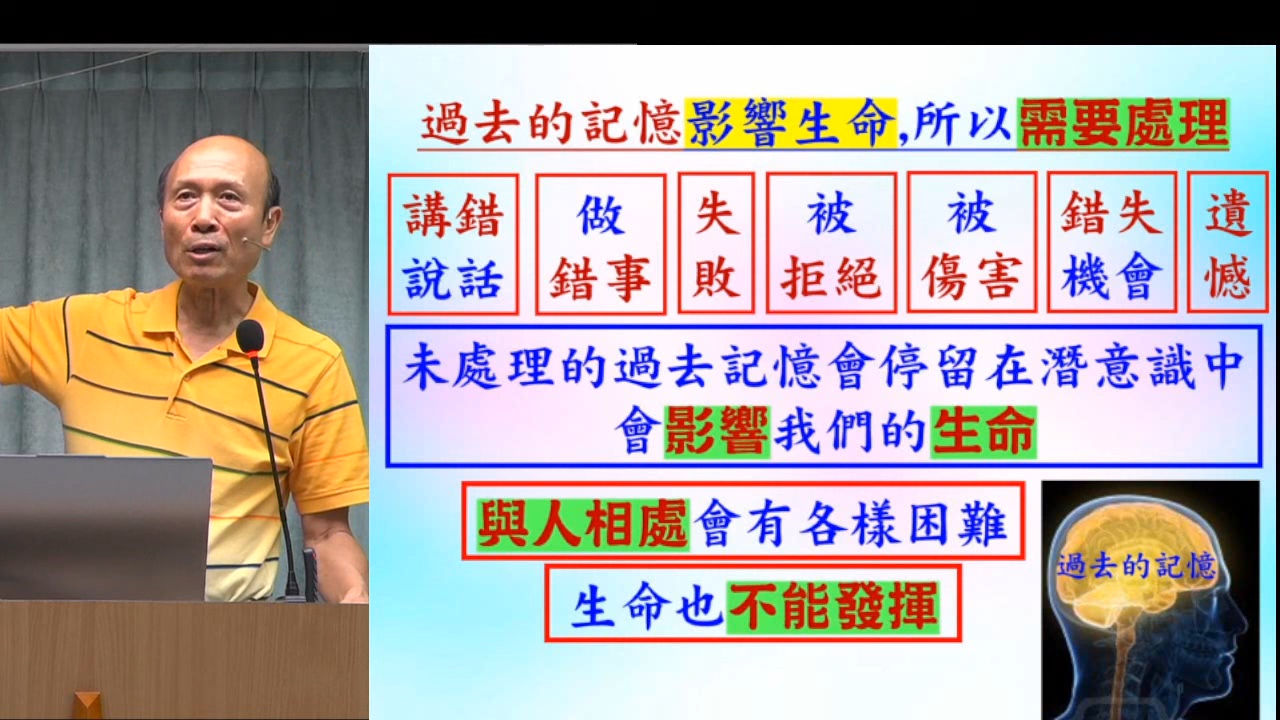 過去的記憶影響生命,所以需要處理
講錯說話
做錯事
失敗
被拒絕
被傷害
錯失機會
遺憾
未處理的過去記憶會停留在潛意識中
會影響我們的生命
與人相處會有各樣困難
生命也不能發揮
過去的記憶